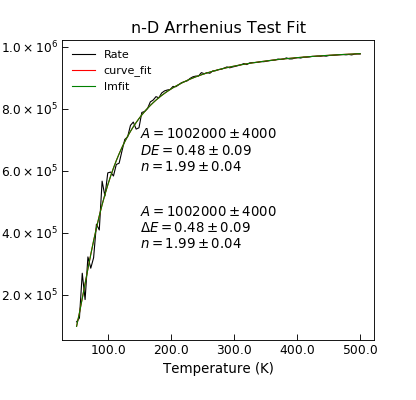 n-D Arrhenius Test Fit
1.0 × 10⁶
8.0 × 10⁵
6.0 × 10⁵
4.0 × 10⁵
2.0 × 10⁵
Rate
curve_fit
lmfit
A = 1002000 ± 4000
DE = 0.48 ± 0.09
n = 1.99 ± 0.04
A = 1002000 ± 4000
ΔE = 0.48 ± 0.09
n = 1.99 ± 0.04
100.0 200.0 300.0 400.0 500.0
Temperature (K)